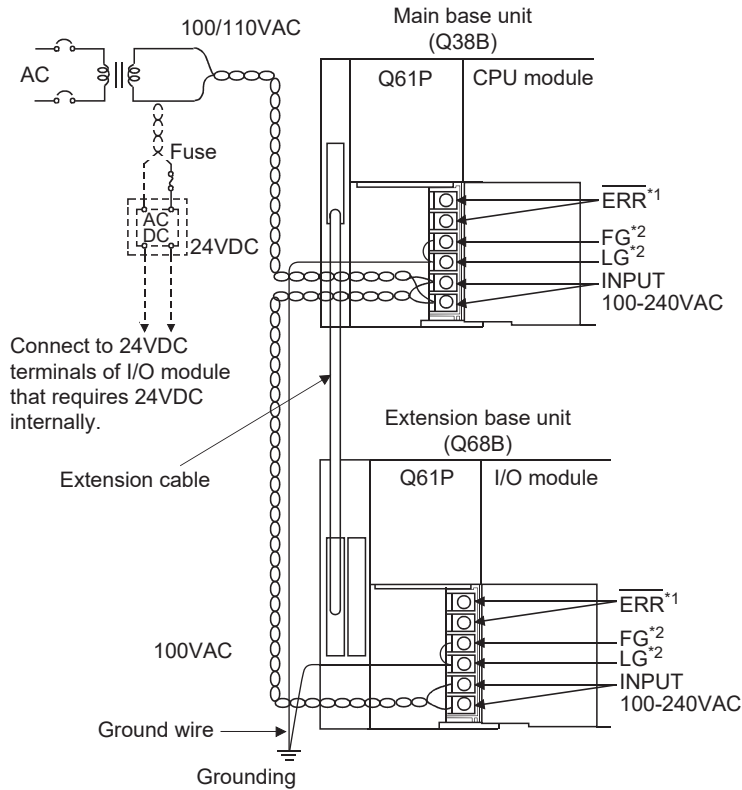 100/110VAC
AC
Fuse
AC
DC
24VDC
Connect to 24VDC
terminals of I/O module
that requires 24VDC
internally.
Extension cable
Main base unit
(Q38B)
Q61P
CPU module
ERR*1
FG*2
LG*2
INPUT
100-240VAC
Extension base unit
(Q68B)
Q61P
I/O module
ERR*1
FG*2
LG*2
INPUT
100-240VAC
100VAC
Ground wire
Grounding